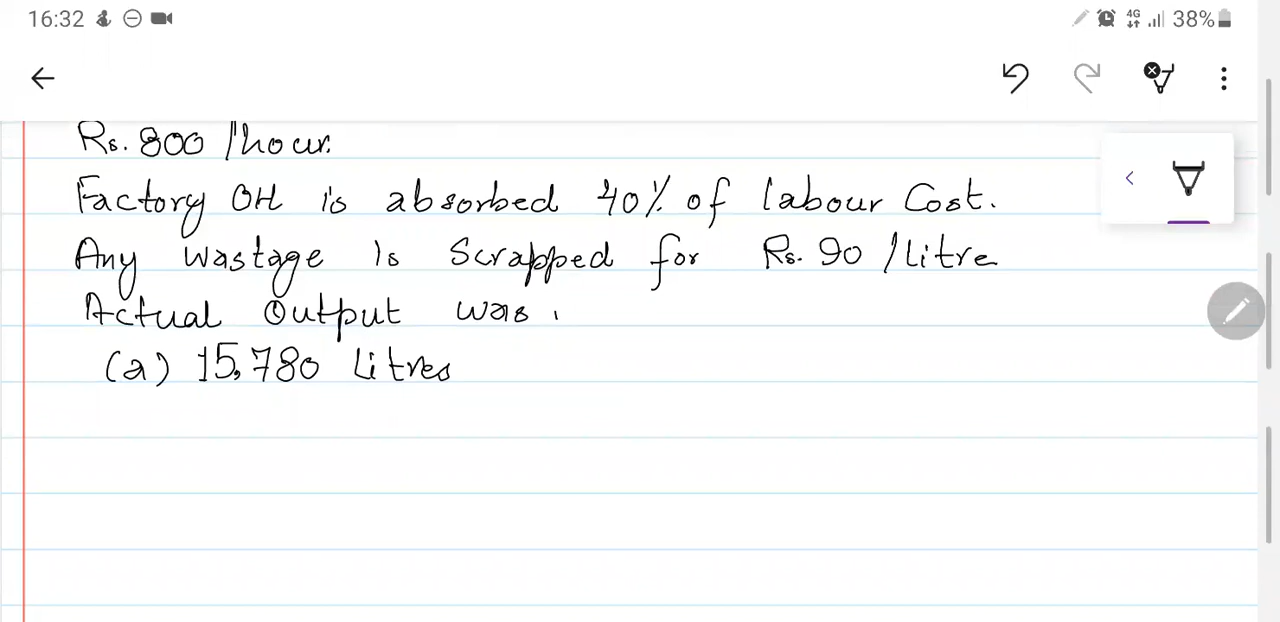 16:32 4G 38%
Rs. 800 /hour.
Factory OH is absorbed 40% of labour Cost.
Any wastage is Scrapped for Rs. 90 /litre
Actual Output was,
(a) 15,780 litres